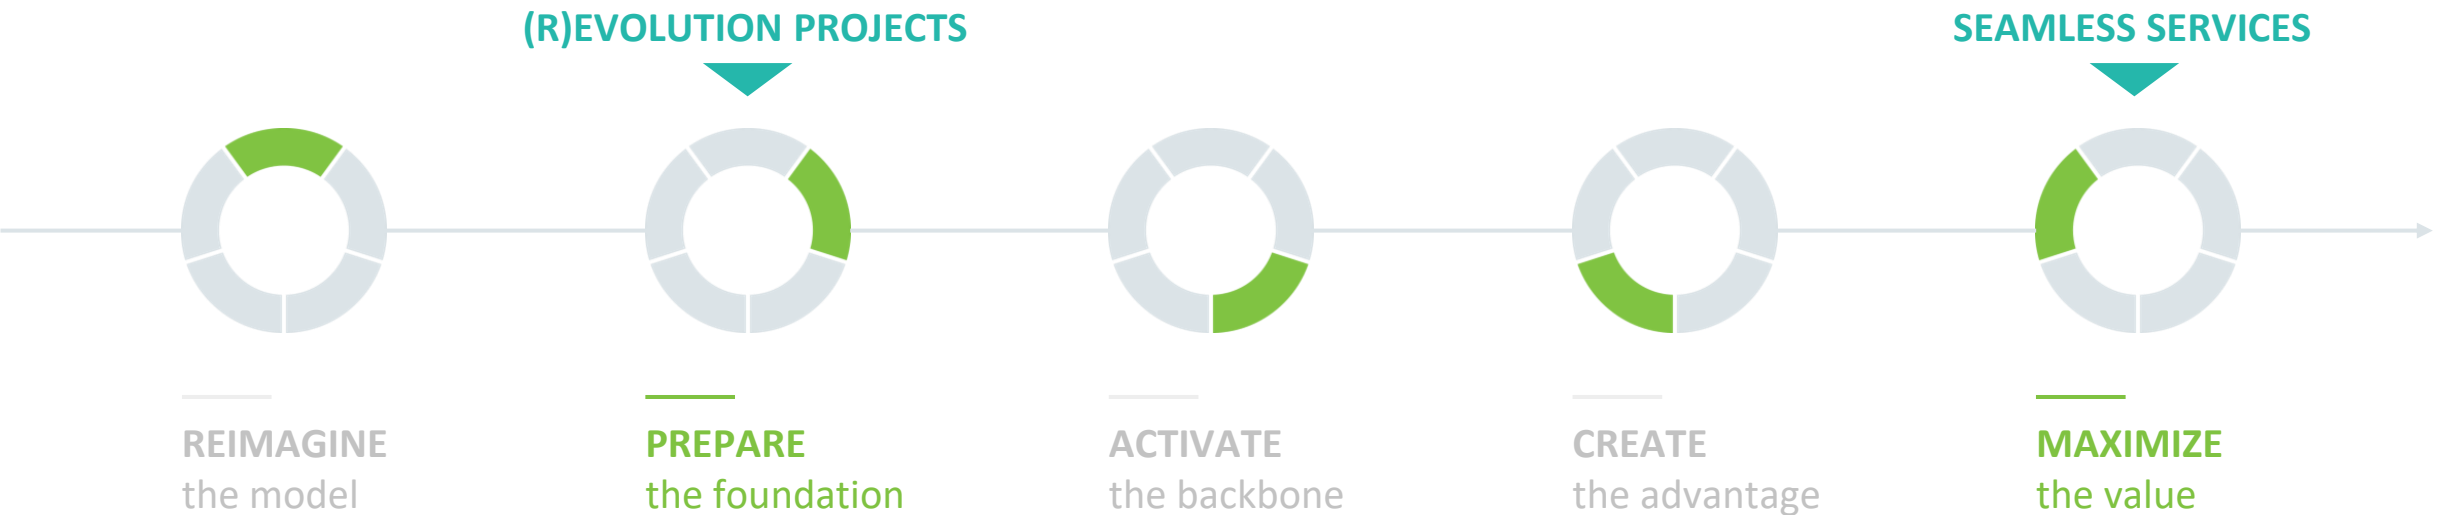 (R)EVOLUTION PROJECTS
SEAMLESS SERVICES
REIMAGINE
the model
PREPARE
the foundation
ACTIVATE
the backbone
CREATE
the advantage
MAXIMIZE
the value